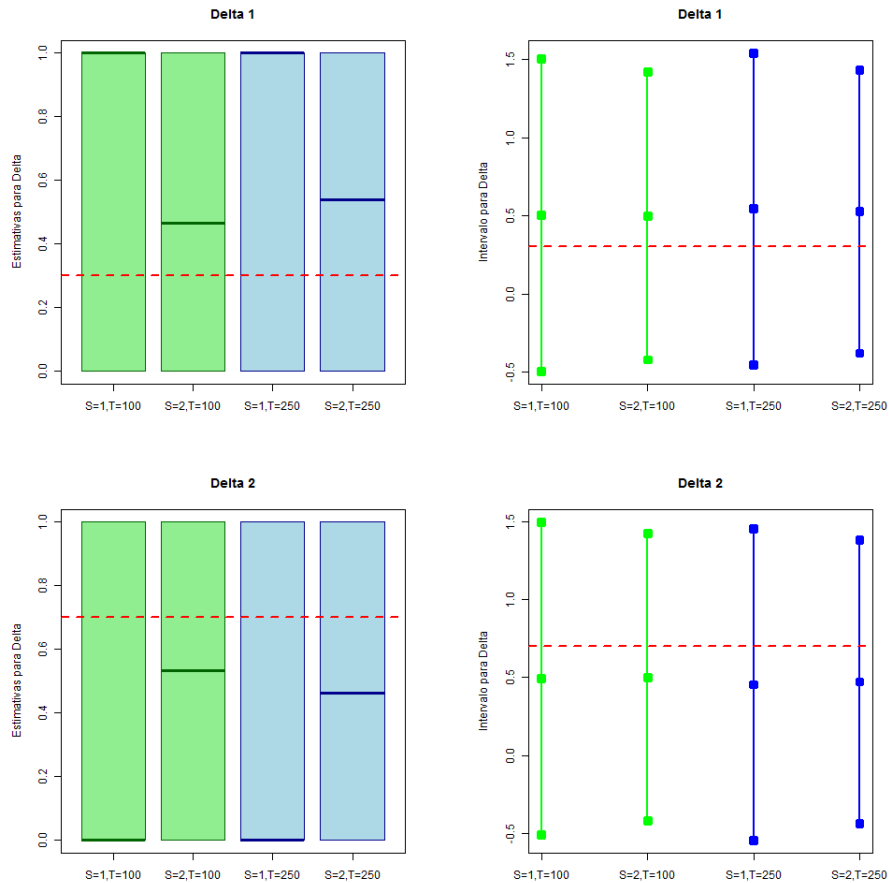 Delta 1
Estimativas para Delta
0.0 0.2 0.4 0.6 0.8 1.0
S=1,T=100 S=2,T=100 S=1,T=250 S=2,T=250
Delta 1
Intervalo para Delta
-0.5 0.0 0.5 1.0 1.5
S=1,T=100 S=2,T=100 S=1,T=250 S=2,T=250
Delta 2
Estimativas para Delta
0.0 0.2 0.4 0.6 0.8 1.0
S=1,T=100 S=2,T=100 S=1,T=250 S=2,T=250
Delta 2
Intervalo para Delta
-0.5 0.0 0.5 1.0 1.5
S=1,T=100 S=2,T=100 S=1,T=250 S=2,T=250